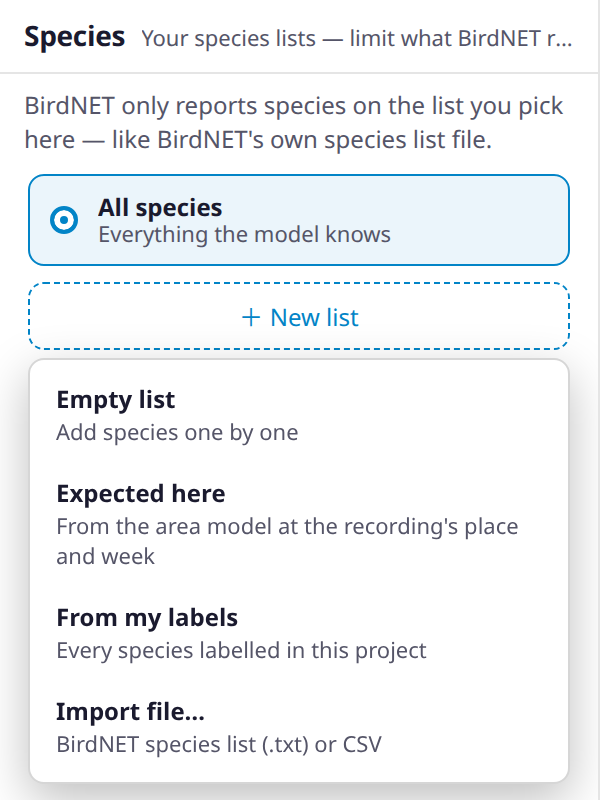 Species Your species lists — limit what BirdNET r...
BirdNET only reports species on the list you pick
here — like BirdNET's own species list file.
All species
Everything the model knows
+ New list
Empty list
Add species one by one
Expected here
From the area model at the recording's place
and week
From my labels
Every species labelled in this project
Import file...
BirdNET species list (.txt) or CSV